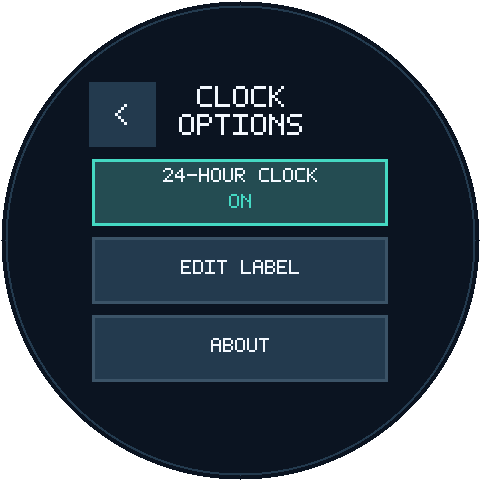 <
CLOCK
OPTIONS
24-HOUR CLOCK
ON
EDIT LABEL
ABOUT